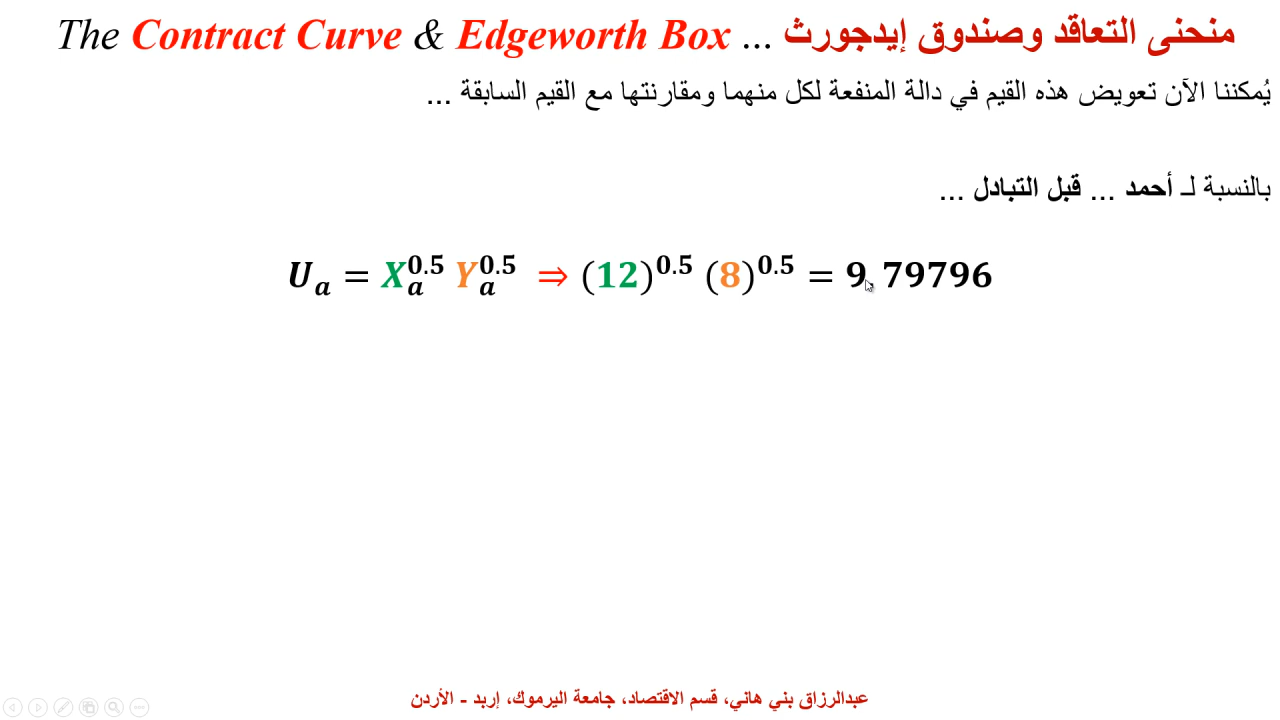 منحنى التعاقد وصندوق إيدجورث ... The Contract Curve & Edgeworth Box
يُمكننا الآن تعويض هذه القيم في دالة المنفعة لكل منهما ومقارنتها مع القيم السابقة ...
بالنسبة لـ أحمد ... قبل التبادل ...
U_a = X_a^0.5 Y_a^0.5 ⇒ (12)^0.5 (8)^0.5 = 9.79796
عبدالرزاق بني هاني، قسم الاقتصاد، جامعة اليرموك، إربد - الأردن